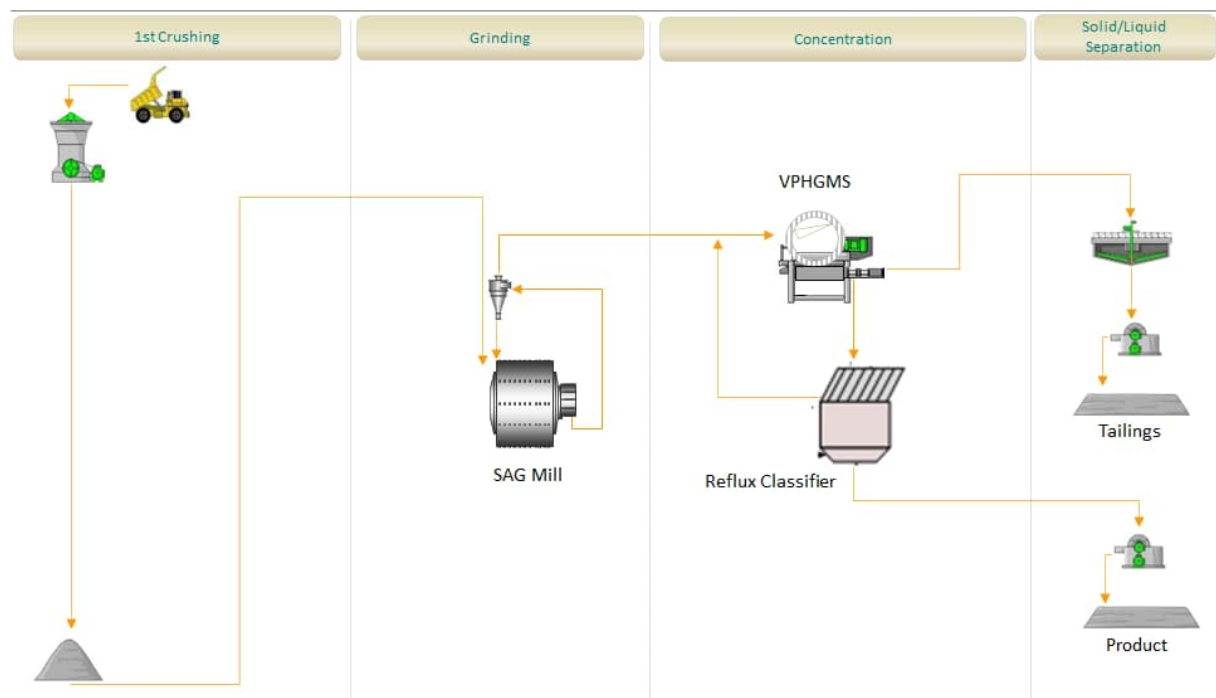 1st Crushing
Grinding
Concentration
Solid/Liquid
Separation
VPHGMS
SAG Mill
Reflux Classifier
Tailings
Product